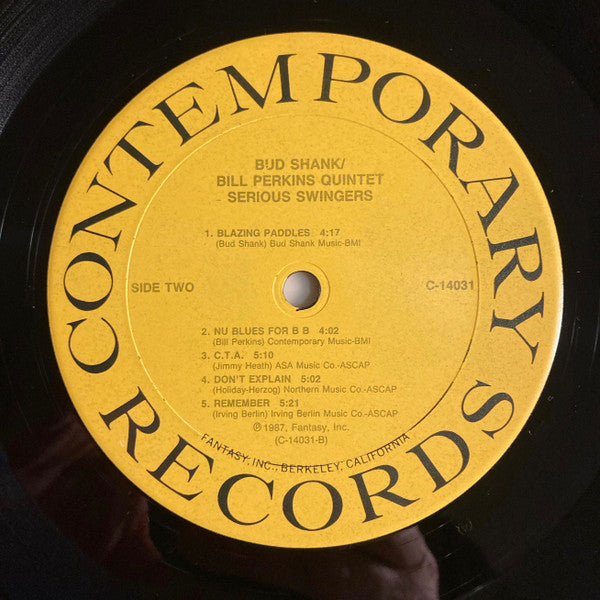 CONTEMPORARY RECORDS
BUD SHANK/
BILL PERKINS QUINTET
SERIOUS SWINGERS
1. BLAZING PADDLES 4:17
(Bud Shank) Bud Shank Music-BMI
SIDE TWO
C-14031
2. NU BLUES FOR B B 4:02
(Bill Perkins) Contemporary Music-BMI
3. C.T.A. 5:10
(Jimmy Heath) ASA Music Co.-ASCAP
4. DON'T EXPLAIN 5:02
(Holiday-Herzog) Northern Music Co-ASCAP
5. REMEMBER 5:21
(Irving Berlin) Irving Berlin Music Co-ASCAP
℗ 1987, Fantasy, Inc.
(C-14031-B)
FANTASY, INC., BERKELEY, CALIFORNIA